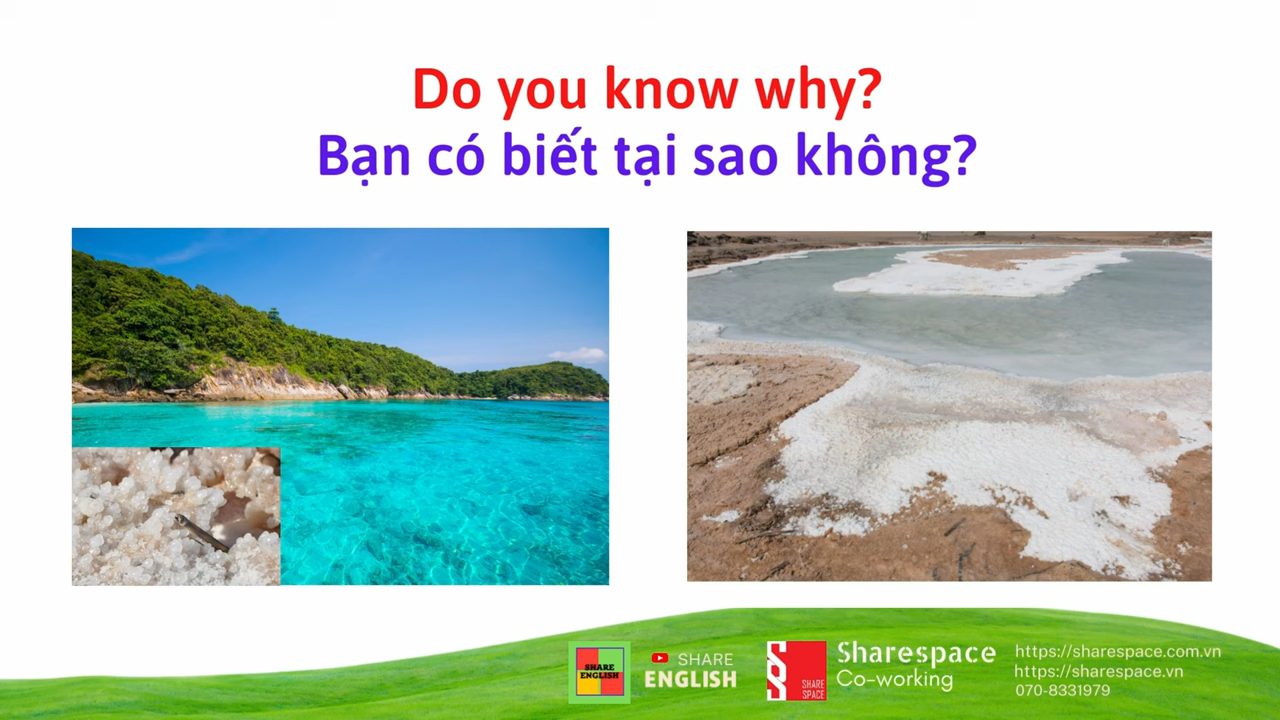 Do you know why?
Bạn có biết tại sao không?
SHARE
ENGLISH
SHARE
ENGLISH
SHARE
SPACE
Sharespace
Co-working
https://sharespace.com.vn
https://sharespace.vn
070-8331979